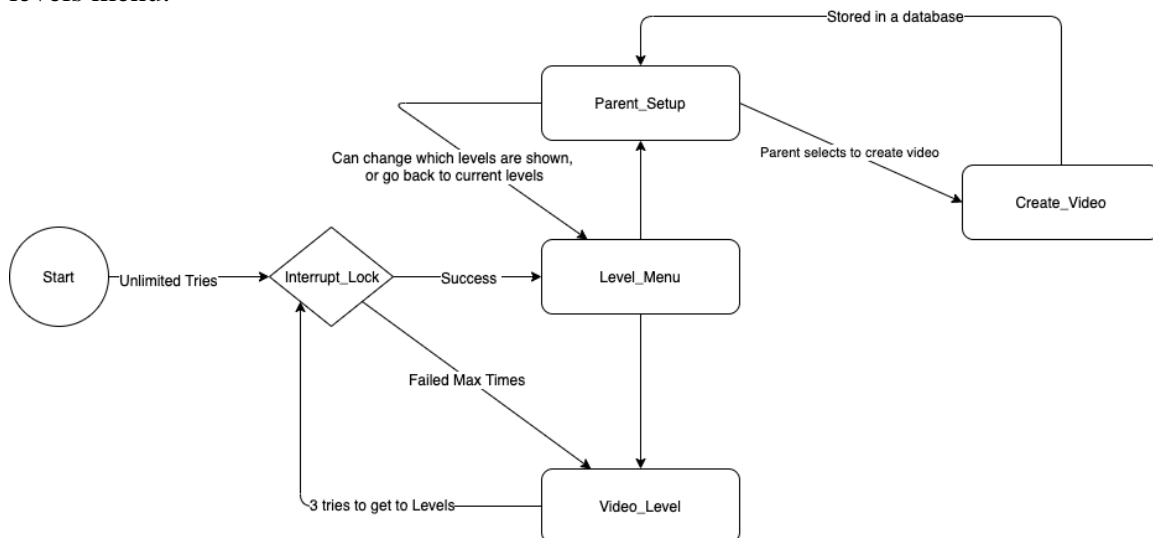 levels menu.
Stored in a database
Parent_Setup
Can change which levels are shown,
or go back to current levels
Parent selects to create video
Create_Video
Start
Unlimited Tries
Interrupt_Lock
Success
Level_Menu
Failed Max Times
3 tries to get to Levels
Video_Level